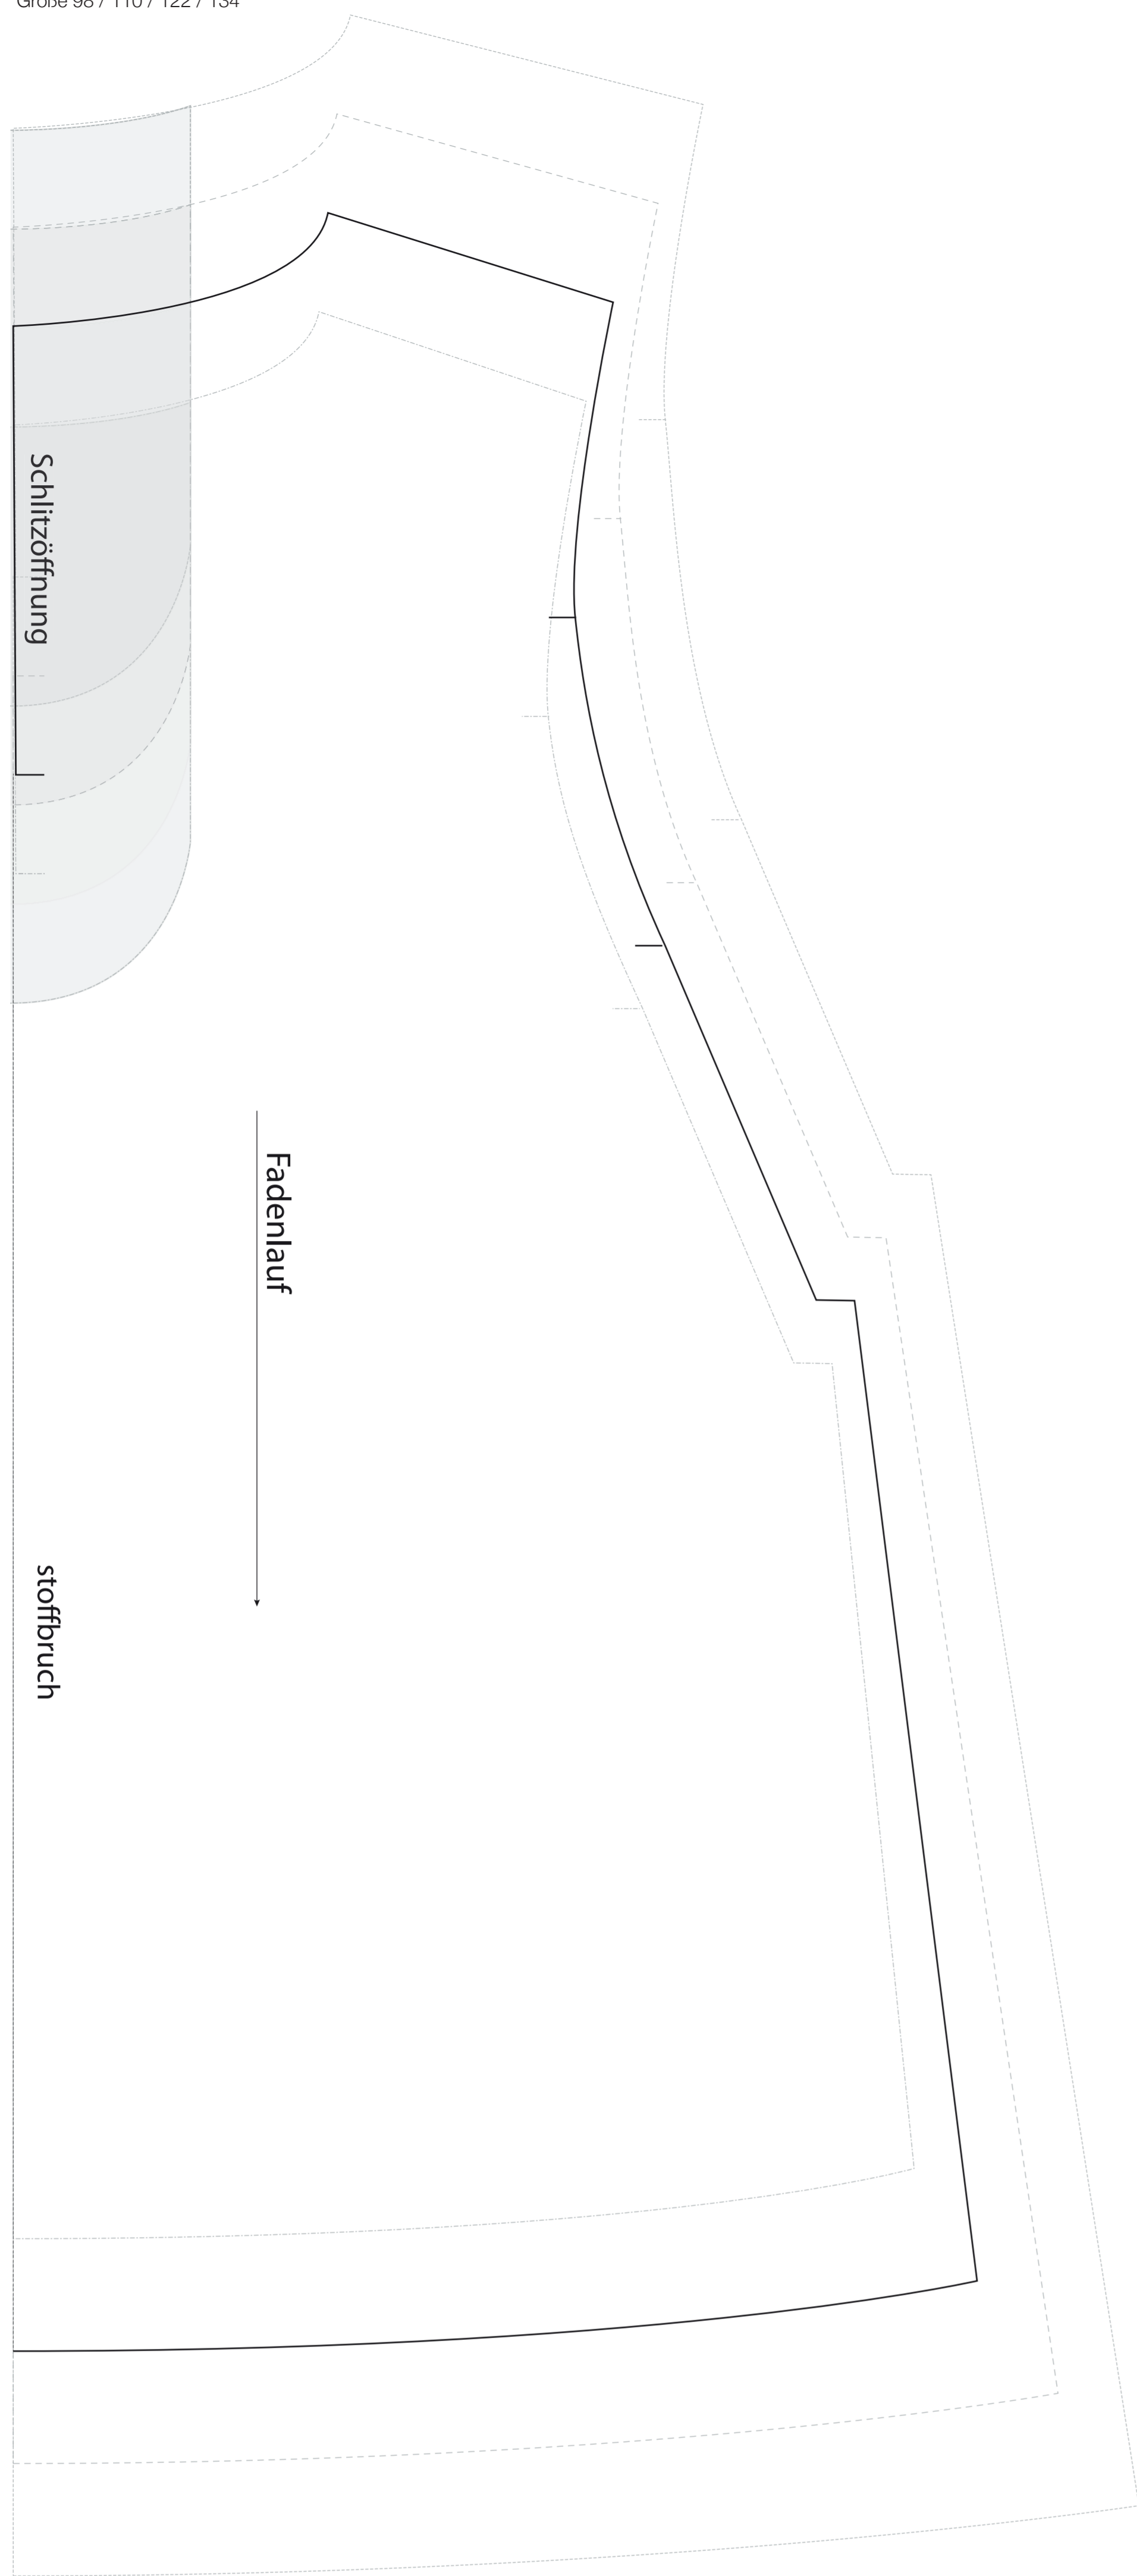 Größe 98 / 110 / 122 / 134
Schlitzöffnung
Fadenlauf
stoffbruch